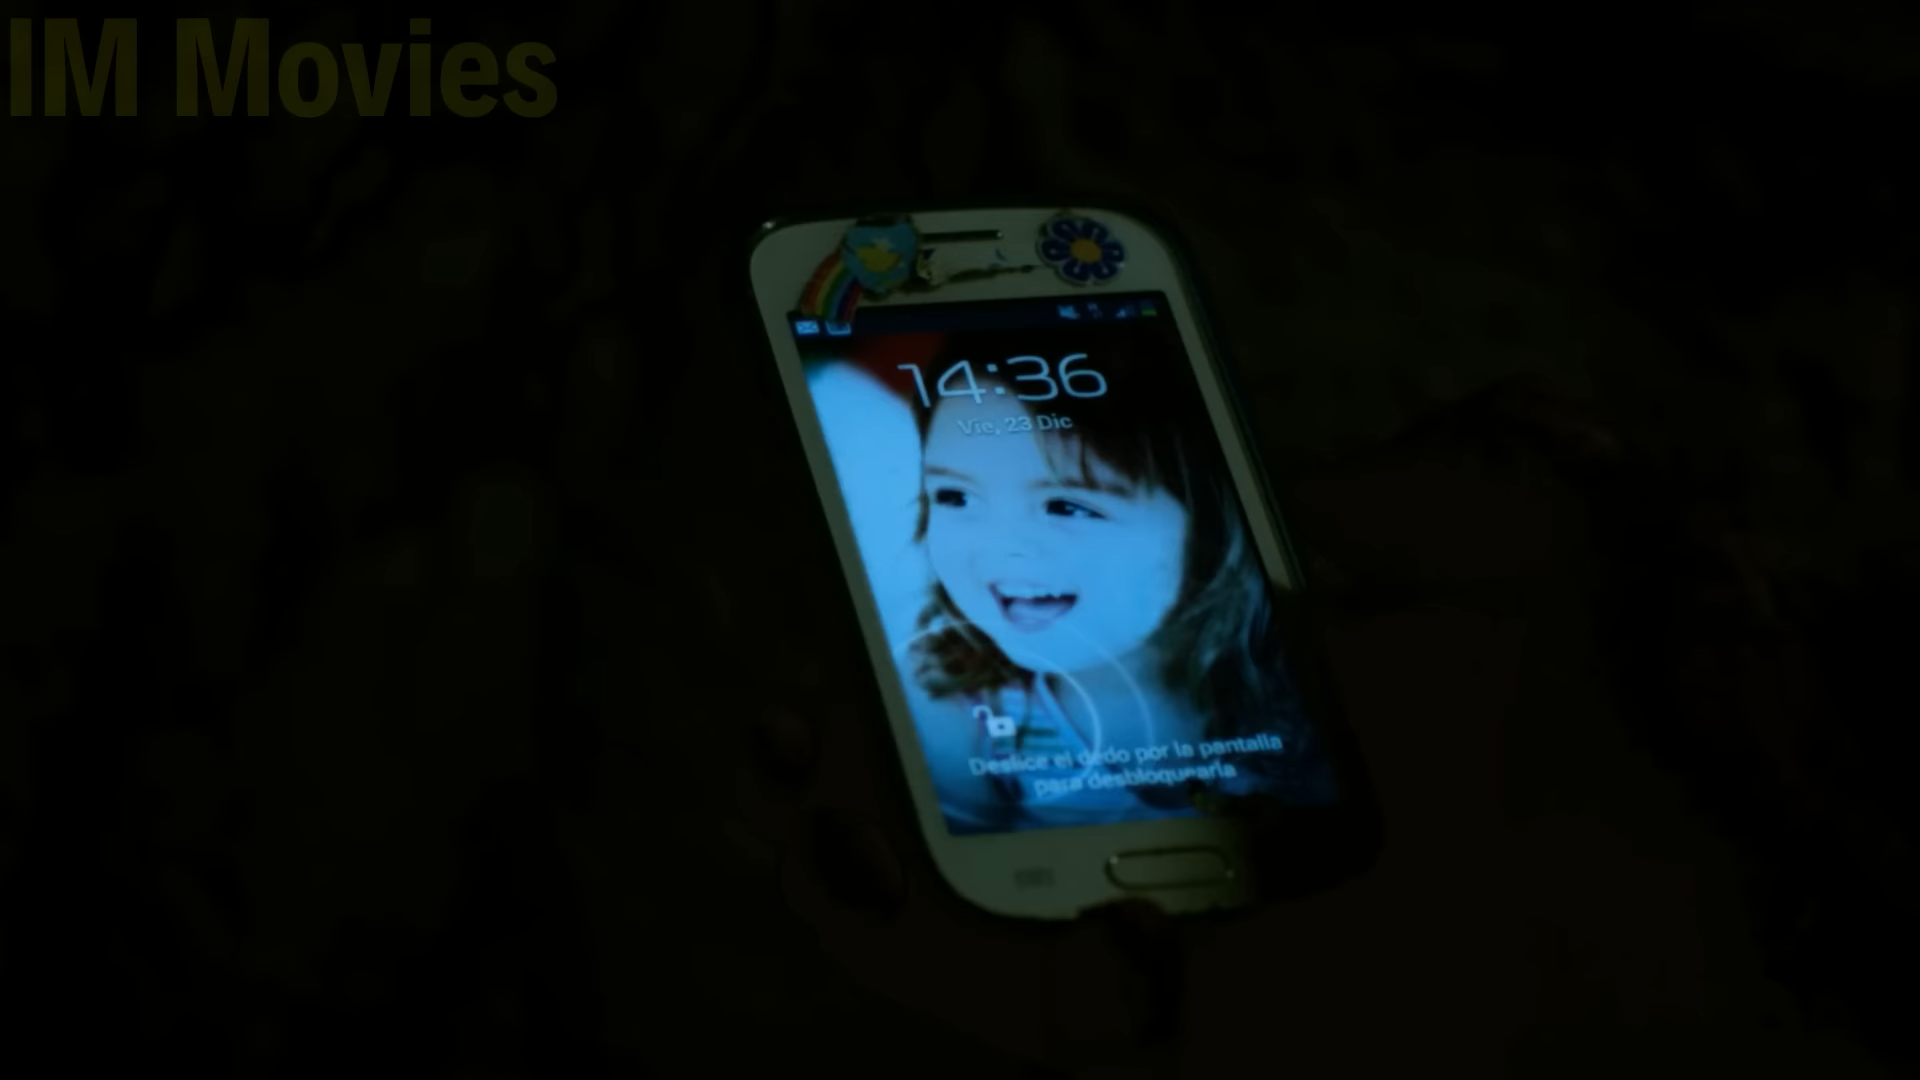 IM Movies
14:36
Vie, 23 Dic
Deslice el dedo por la pantalla
para desbloquearla